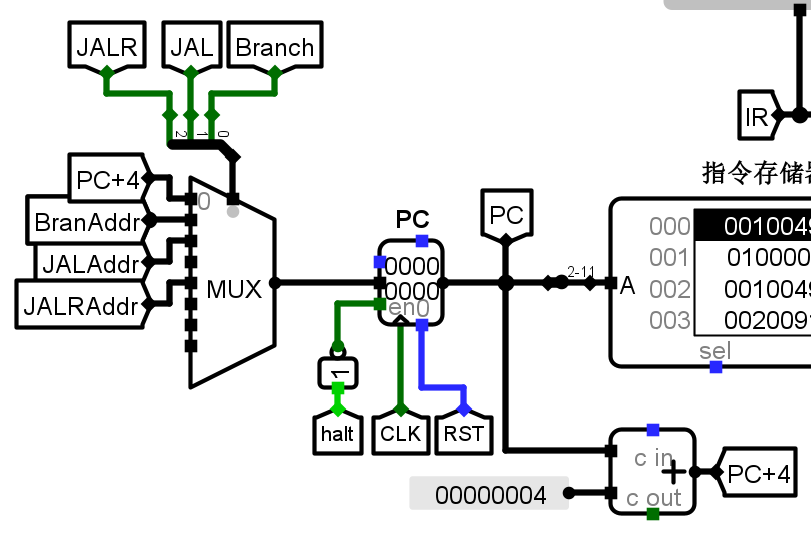 JALR
JAL
Branch
2
1
0
IR
指令存储
PC+4
0
BranAddr
JALAddr
JALRAddr
MUX
PC
0000
0000
en0
PC
2-11
A
000 0010049
001 010000
002 0010049
003 002009
sel
1
halt
CLK
RST
c in
+
c out
00000004
PC+4